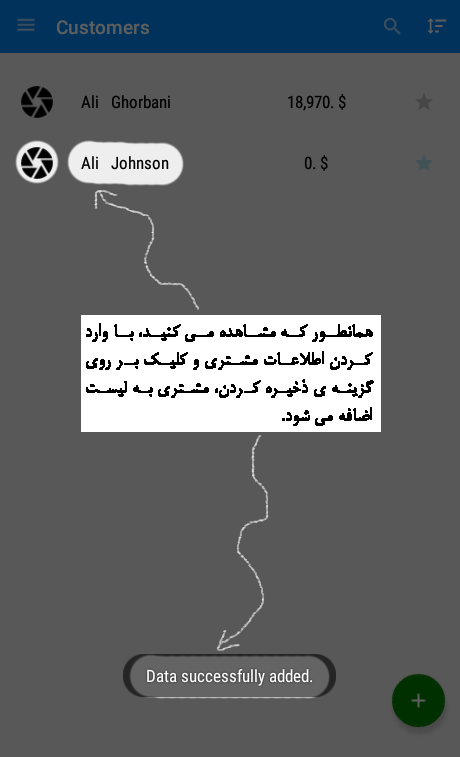 Customers
Ali Ghorbani 18,970. $
Ali Johnson 0. $
همانطور که مشاهده می کنید، با وارد
کردن اطلاعات مشتری و کلیک بر روی
گزینه ی ذخیره کردن، مشتری به لیست
اضافه می شود.
Data successfully added.